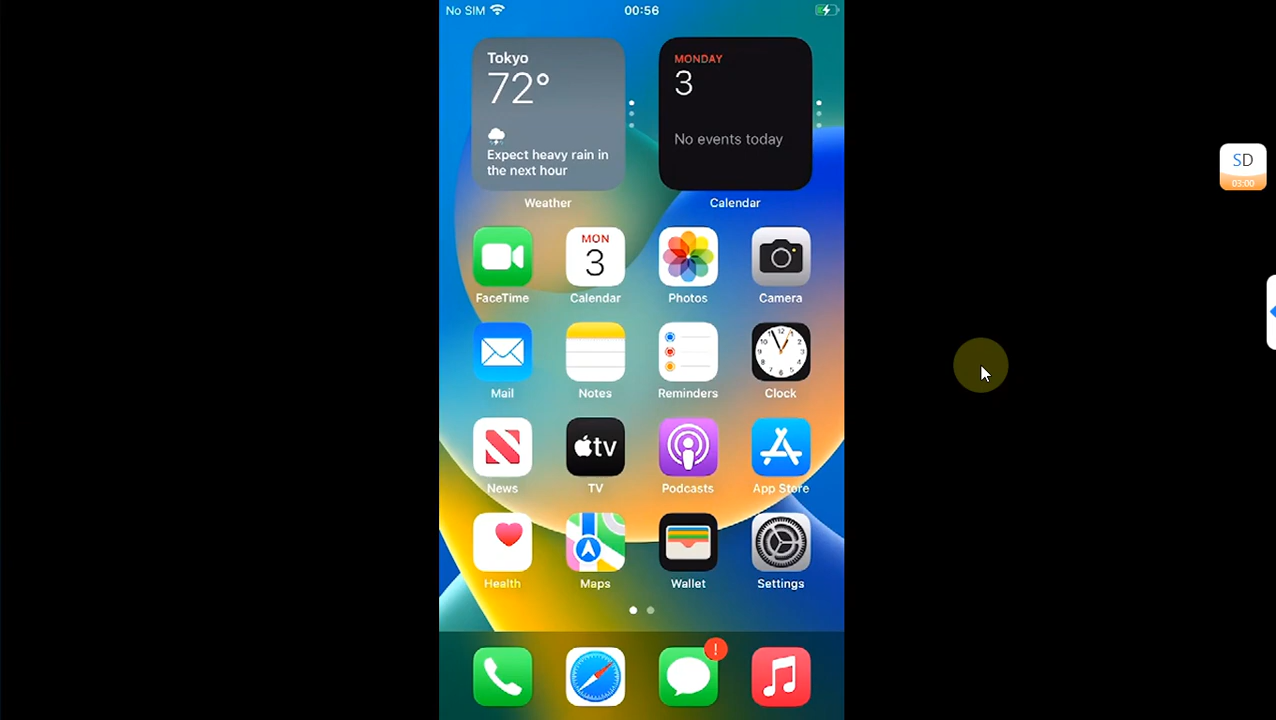 No SIM
00:56
Tokyo
72°
Expect heavy rain in
the next hour
Weather
MONDAY
3
No events today
Calendar
SD
03:00
FaceTime
MON
3
Calendar
Photos
Camera
Mail
Notes
Reminders
12
Clock
News
tv
TV
Podcasts
App Store
Health
Maps
Wallet
Settings
!